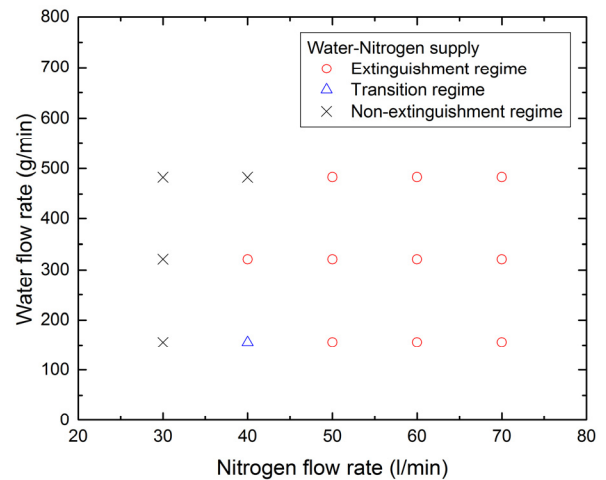 800
700
600
500
400
300
200
100
0
Water flow rate (g/min)
Water-Nitrogen supply
Extinguishment regime
Transition regime
Non-extinguishment regime
20 30 40 50 60 70 80
Nitrogen flow rate (l/min)